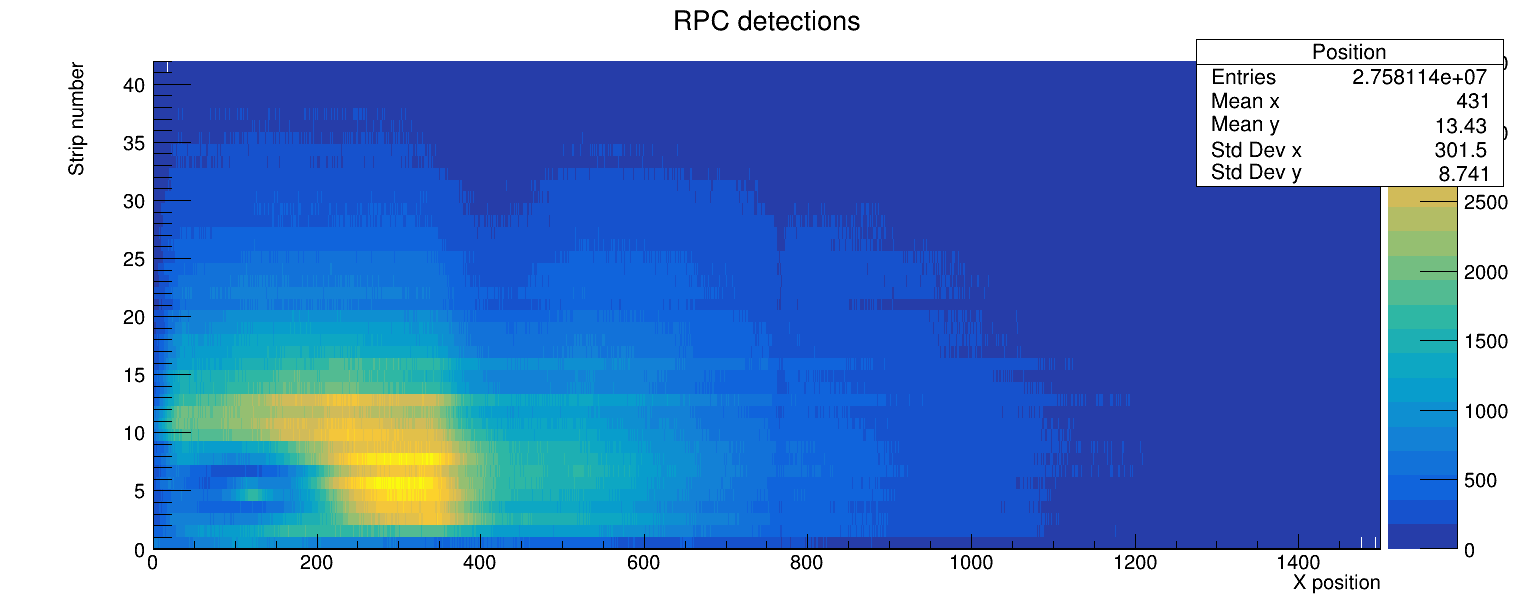 RPC detections
Strip number
Position
Entries 2.758114e+07
Mean x 431
Mean y 13.43
Std Dev x 301.5
Std Dev y 8.741
40
35
30
25
20
15
10
5
0
2500
2000
1500
1000
500
0
0 200 400 600 800 1000 1200 1400
X position